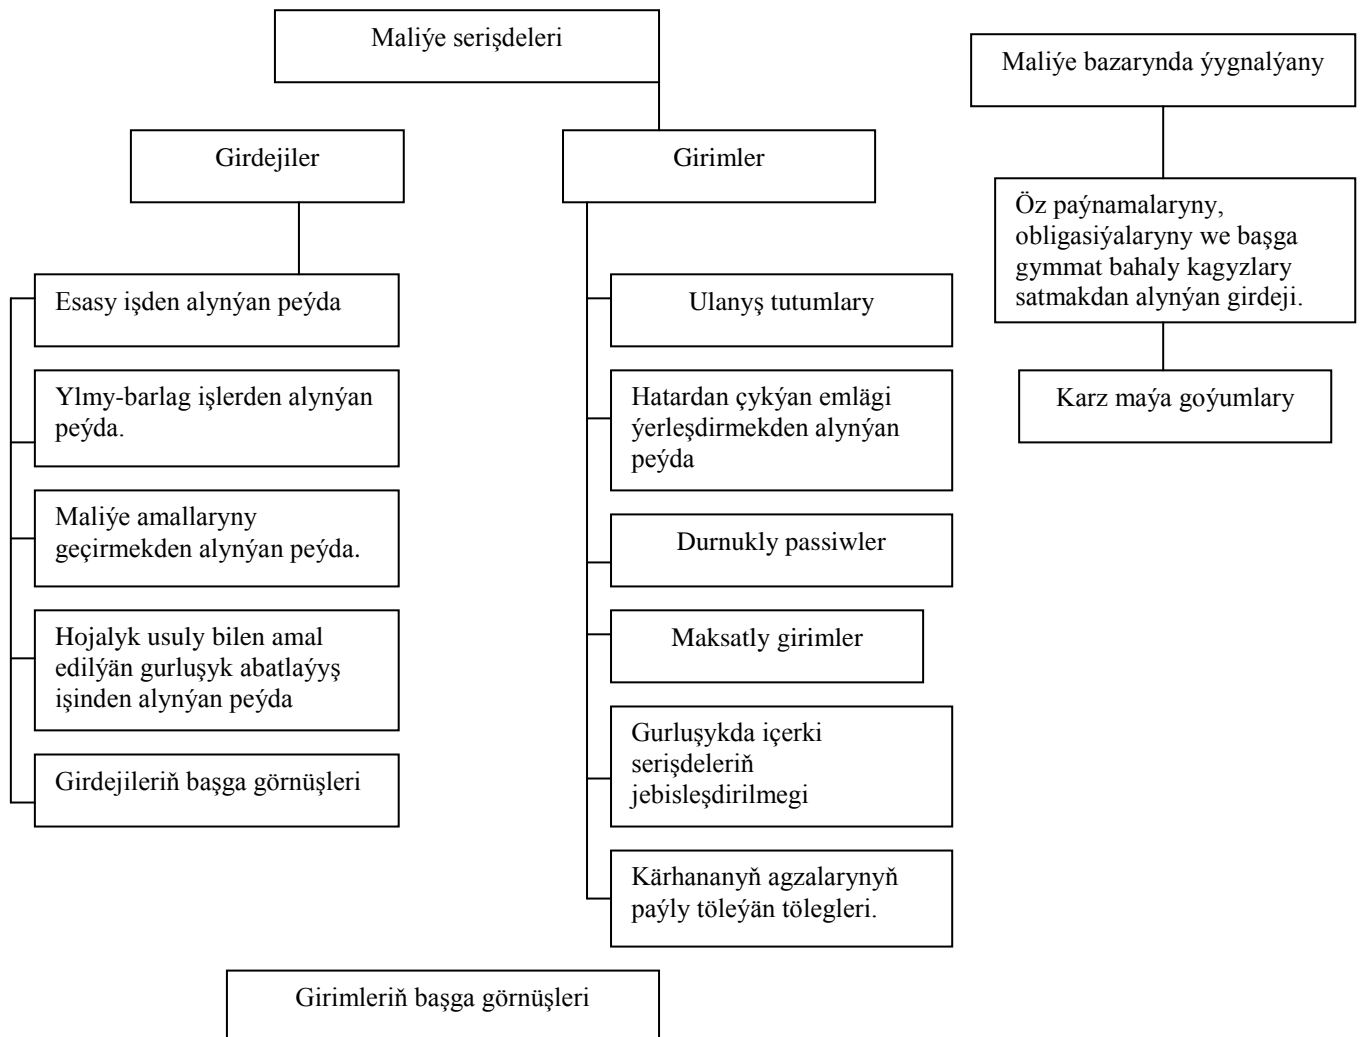 Maliýe serişdeleri
Maliýe bazarynda ýygnalýany
Girdejiler
Girimler
Öz paýnamalaryny,
obligasiýalaryny we başga
gymmat bahaly kagyzlary
satmakdan alynýan girdeji.
Esasy işden alynýan peýda
Ulanyş tutumlary
Karz maýa goýumlary
Ylmy-barlag işlerden alynýan
peýda.
Hatardan çykýan emlägi
ýerleşdirmekden alynýan
peýda
Maliýe amallaryny
geçirmekden alynýan peýda.
Durnukly passiwler
Hojalyk usuly bilen amal
edilýän gurluşyk abatlaýyş
işinden alynýan peýda
Maksatly girimler
Girdejileriň başga görnüşleri
Gurluşykda içerki
serişdeleriň
jebisleşdirilmegi
Kärhananyň agzalarynyň
paýly töleýän tölegleri.
Girimleriň başga görnüşleri